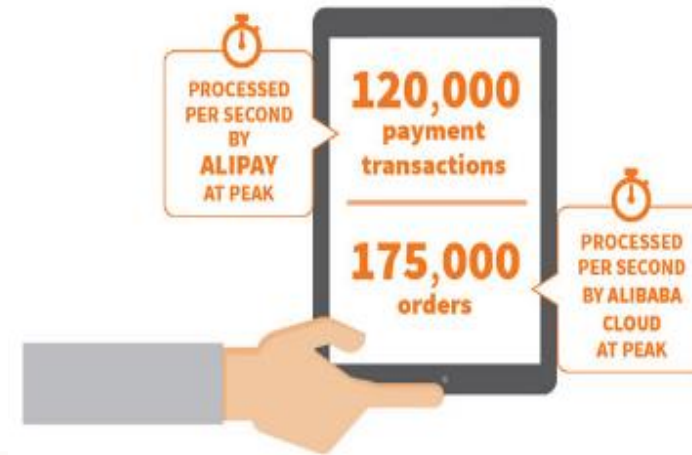 PROCESSED
PER SECOND
BY
ALIPAY
AT PEAK
120,000
payment
transactions
175,000
orders
PROCESSED
PER SECOND
BY ALIBABA
CLOUD
AT PEAK